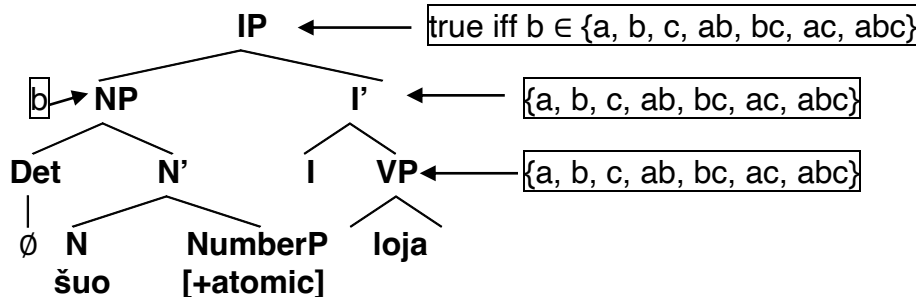 IP true iff b ∈ {a, b, c, ab, bc, ac, abc}
b NP I’ {a, b, c, ab, bc, ac, abc}
Det N’ I VP {a, b, c, ab, bc, ac, abc}
Ø N NumberP loja
šuo [+atomic]